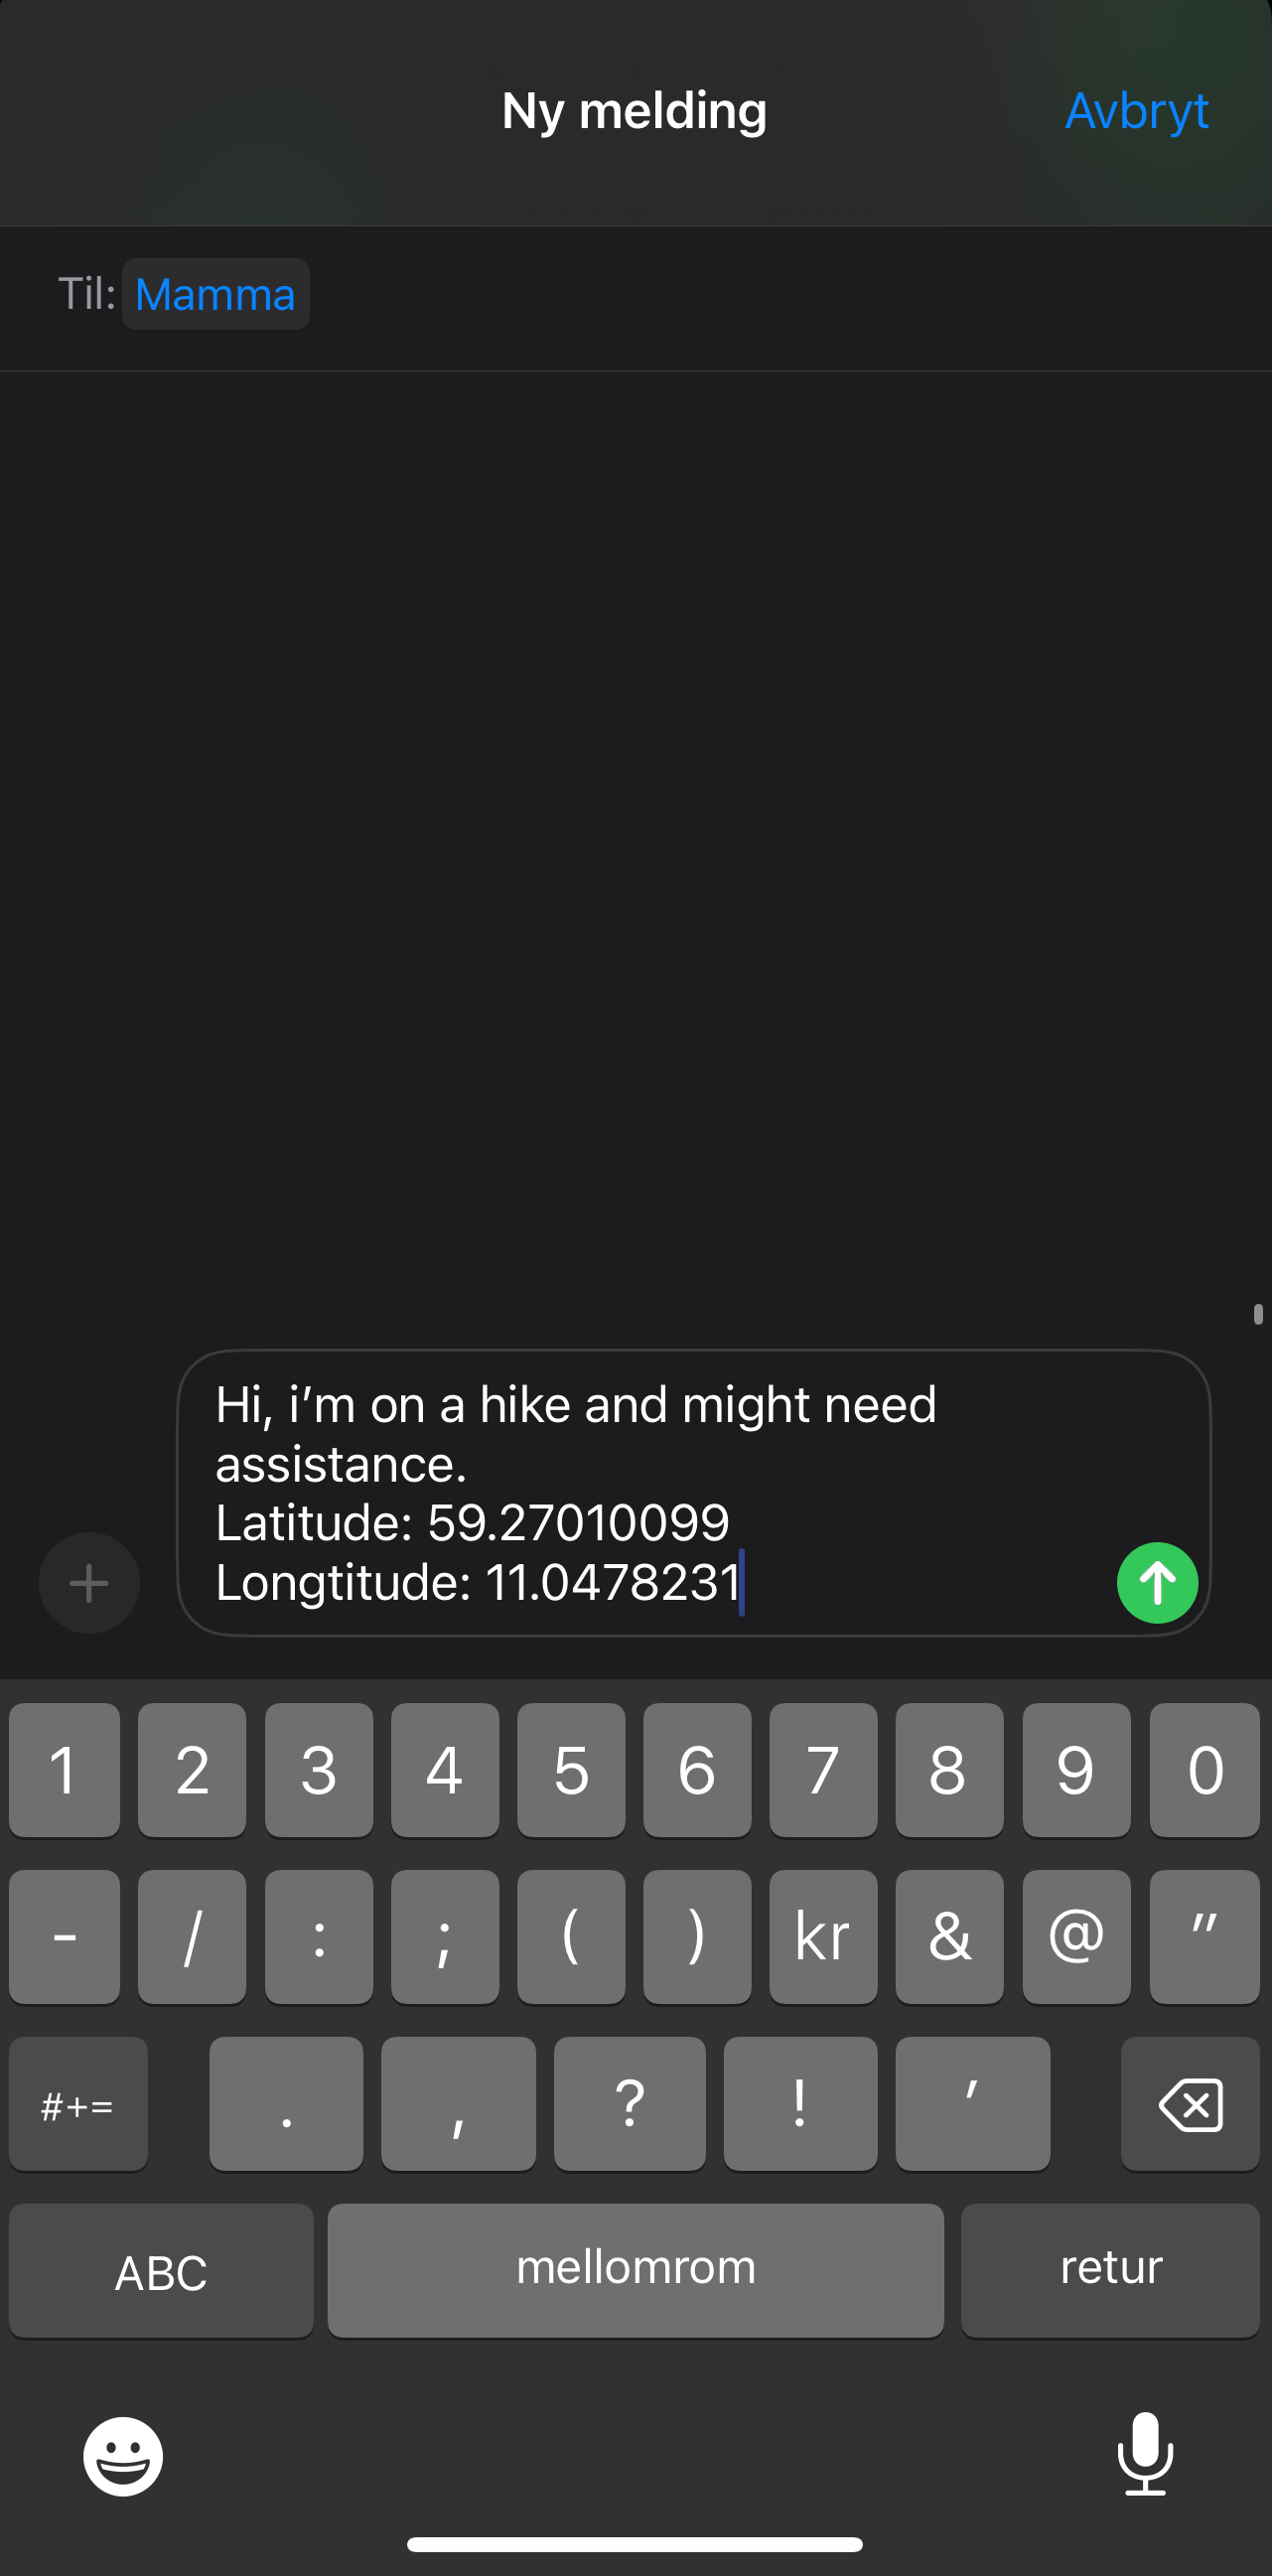 Ny melding
Avbryt
Til: Mamma
Hi, i’m on a hike and might need
assistance.
Latitude: 59.27010099
Longtitude: 11.0478231
1 2 3 4 5 6 7 8 9 0
- / : ; ( ) kr & @ "
#+= . , ? ! ’
ABC mellomrom retur